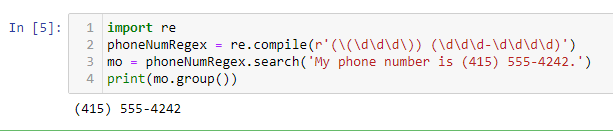 In [5]:
1 import re
2 phoneNumRegex = re.compile(r'(\(\d\d\d\)) (\d\d\d-\d\d\d\d)')
3 mo = phoneNumRegex.search('My phone number is (415) 555-4242.')
4 print(mo.group())
(415) 555-4242